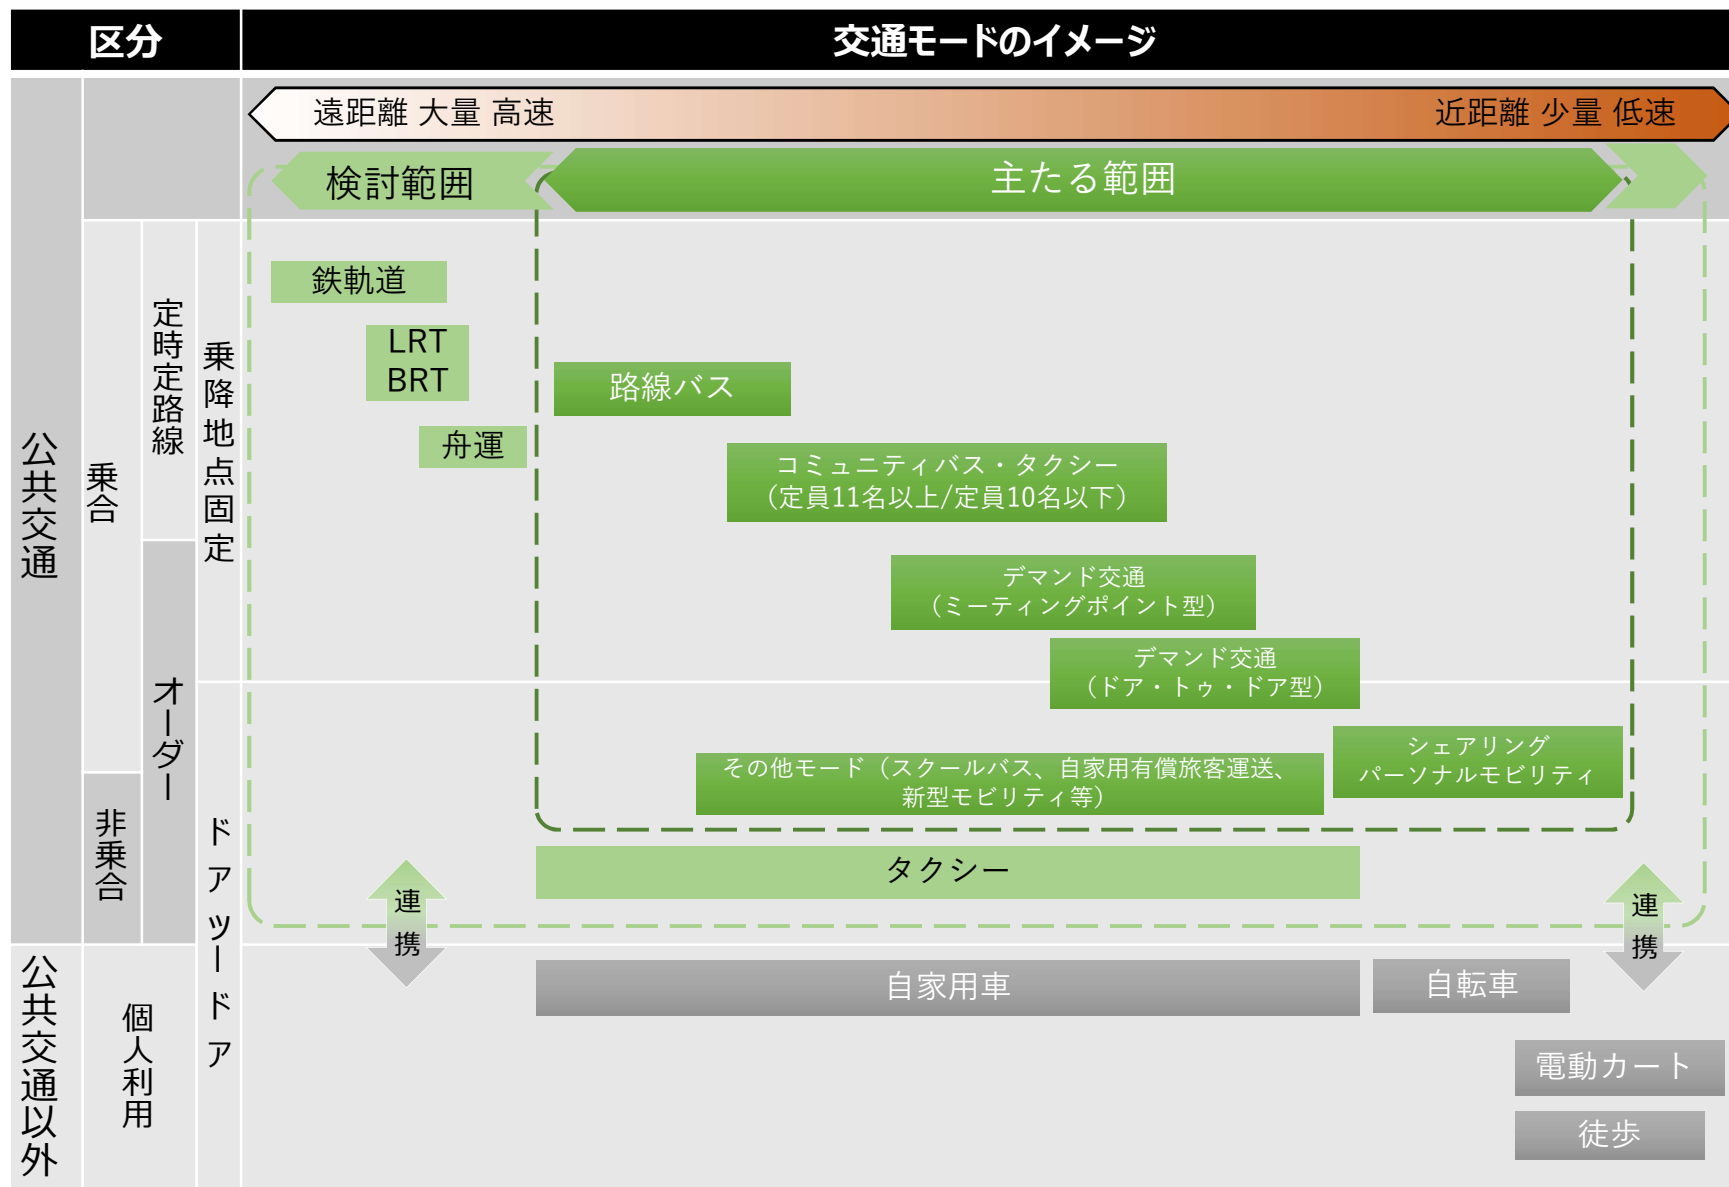 区分
交通モードのイメージ
遠距離 大量 高速
近距離 少量 低速
検討範囲
主たる範囲
公共交通
乗合
定時定路線
乗降地点固定
鉄軌道
LRT
BRT
舟運
路線バス
コミュニティバス・タクシー
（定員11名以上/定員10名以下）
オーダー
デマンド交通
（ミーティングポイント型）
デマンド交通
（ドア・トゥ・ドア型）
ドアツードア
シェアリング
パーソナルモビリティ
その他モード（スクールバス、自家用有償旅客運送、
新型モビリティ等）
非乗合
タクシー
連携
連携
公共交通以外
個人利用
自家用車
自転車
電動カート
徒歩